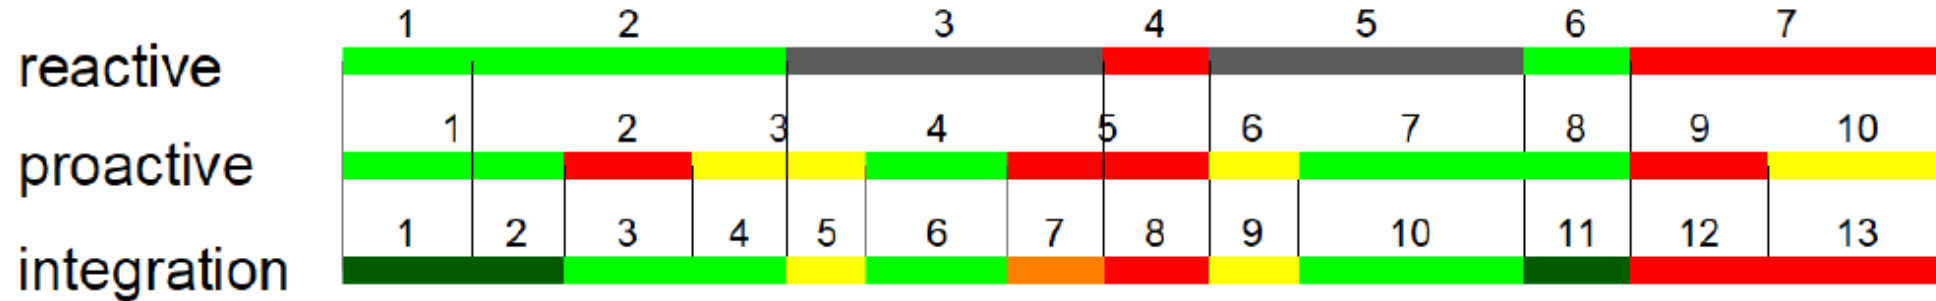 1 2 3 4 5 6 7
reactive
1 2 3 4 5 6 7 8 9 10
proactive
1 2 3 4 5 6 7 8 9 10 11 12 13
integration